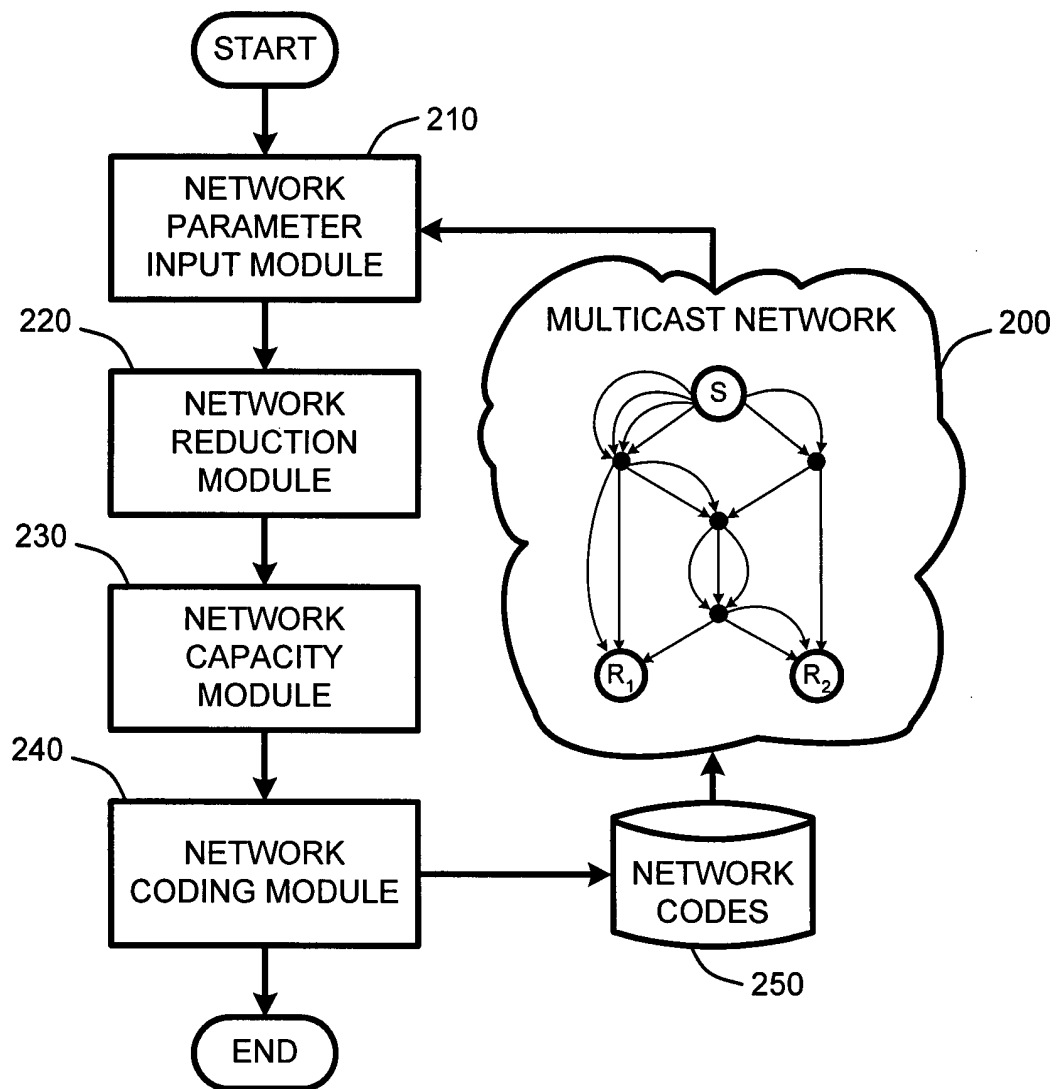 START
210
NETWORK
PARAMETER
INPUT MODULE
220
NETWORK
REDUCTION
MODULE
230
NETWORK
CAPACITY
MODULE
240
NETWORK
CODING MODULE
END
MULTICAST NETWORK
200
S
R1
R2
NETWORK
CODES
250